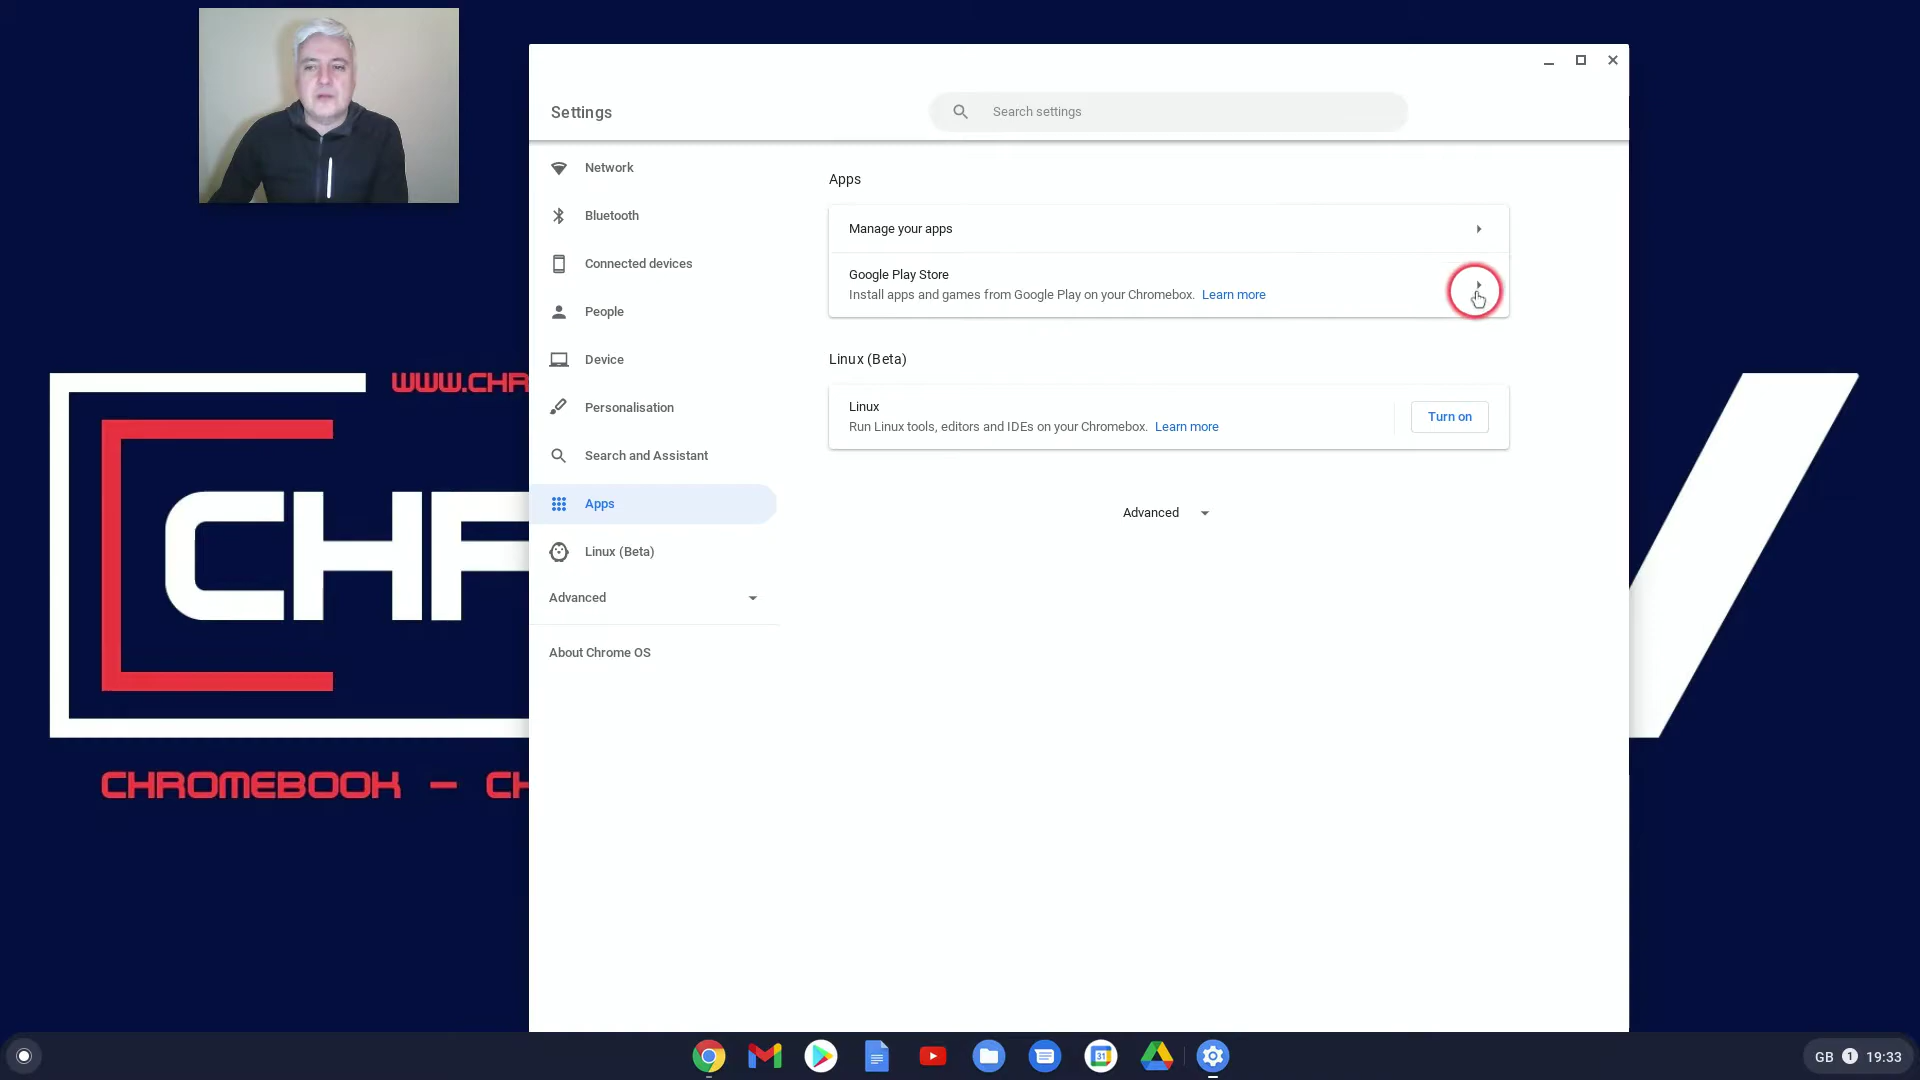 Settings
Search settings
Network
Bluetooth
Connected devices
People
Device
Personalisation
Search and Assistant
Apps
Linux (Beta)
Advanced
About Chrome OS
Apps
Manage your apps
Google Play Store
Install apps and games from Google Play on your Chromebox. Learn more
Linux (Beta)
Linux
Run Linux tools, editors and IDEs on your Chromebox. Learn more
Turn on
Advanced
WWW.CHR
CHR
CHROMEBOOK - CH
31
GB 1 19:33